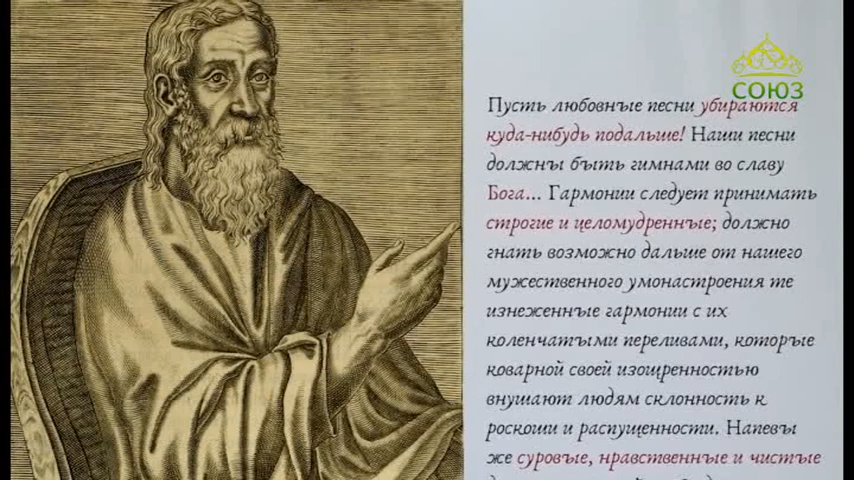 СОЮЗ
Пусть любовные песни убираются
куда-нибудь подальше! Наши песни
должны быть гимнами во славу
Бога... Гармонии следует принимать
строгие и целомудренные; должно
гнать возможно дальше от нашего
мужественного умонастроения те
изнеженные гармонии с их
коленчатыми переливами, которые
коварной своей изощренностью
внушают людям склонность к
роскоши и распущенности. Напевы
же суровые, нравственные и чистые